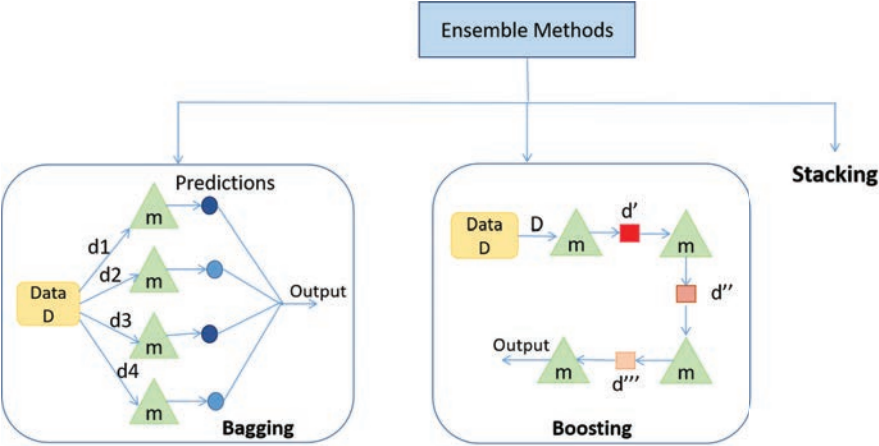 Ensemble Methods
Predictions
m
d1
d2
m
Data
D
Output
d3
m
d4
m
Bagging
Data
D
D
m
d'
m
d''
Output
m
d'''
m
Boosting
Stacking